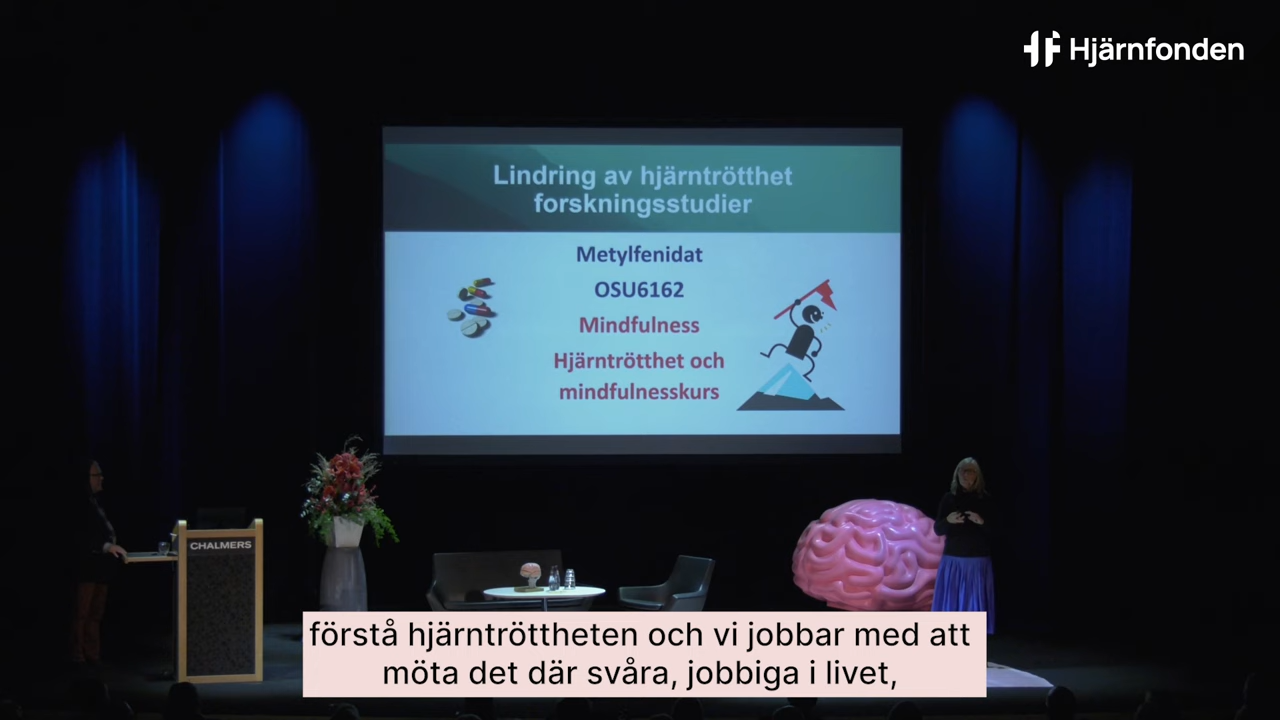 Hjärnfonden
Lindring av hjärntrötthet
forskningsstudier
Metylfenidat
OSU6162
Mindfulness
Hjärntrötthet och
mindfulnesskurs
CHALMERS
förstå hjärntröttheten och vi jobbar med att
möta det där svåra, jobbiga i livet,